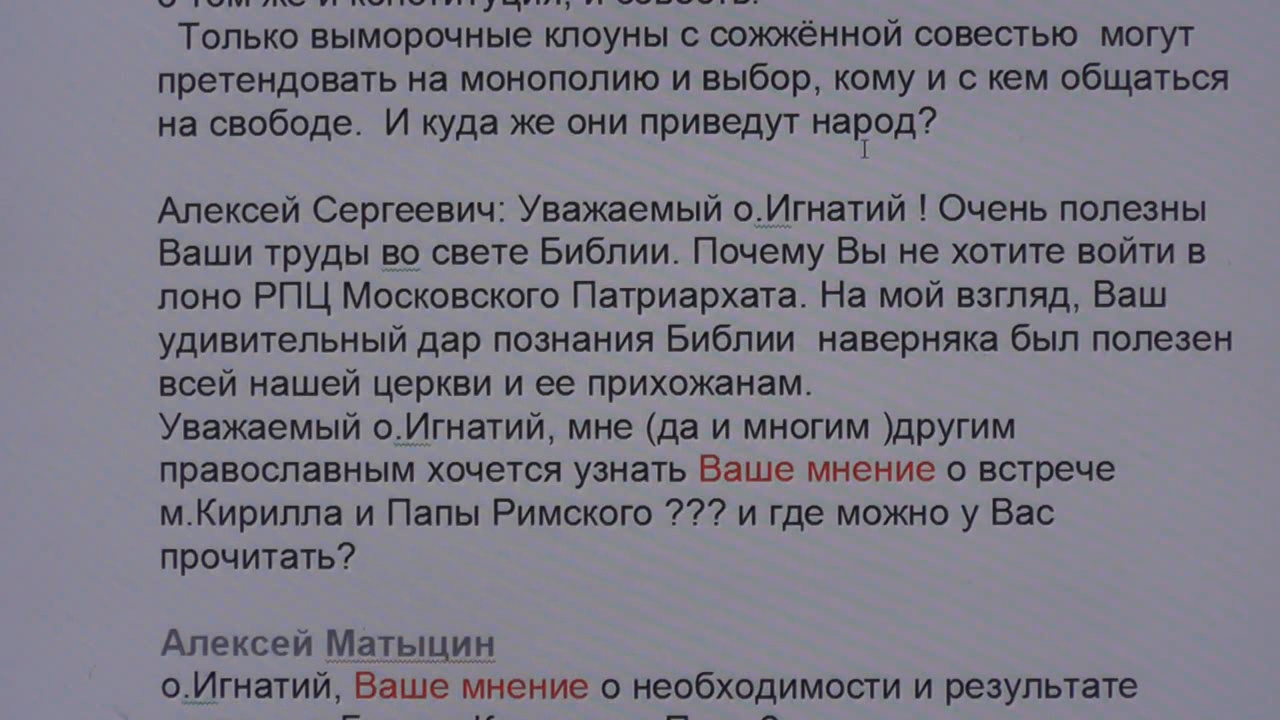 о том же и конституция, и совесть.
Только выморочные клоуны с сожжённой совестью могут
претендовать на монополию и выбор, кому и с кем общаться
на свободе. И куда же они приведут народ?
Алексей Сергеевич: Уважаемый о.Игнатий ! Очень полезны
Ваши труды во свете Библии. Почему Вы не хотите войти в
лоно РПЦ Московского Патриархата. На мой взгляд, Ваш
удивительный дар познания Библии наверняка был полезен
всей нашей церкви и ее прихожанам.
Уважаемый о.Игнатий, мне (да и многим )другим
православным хочется узнать Ваше мнение о встрече
м.Кирилла и Папы Римского ??? и где можно у Вас
прочитать?
Алексей Матыцин
о.Игнатий, Ваше мнение о необходимости и результате